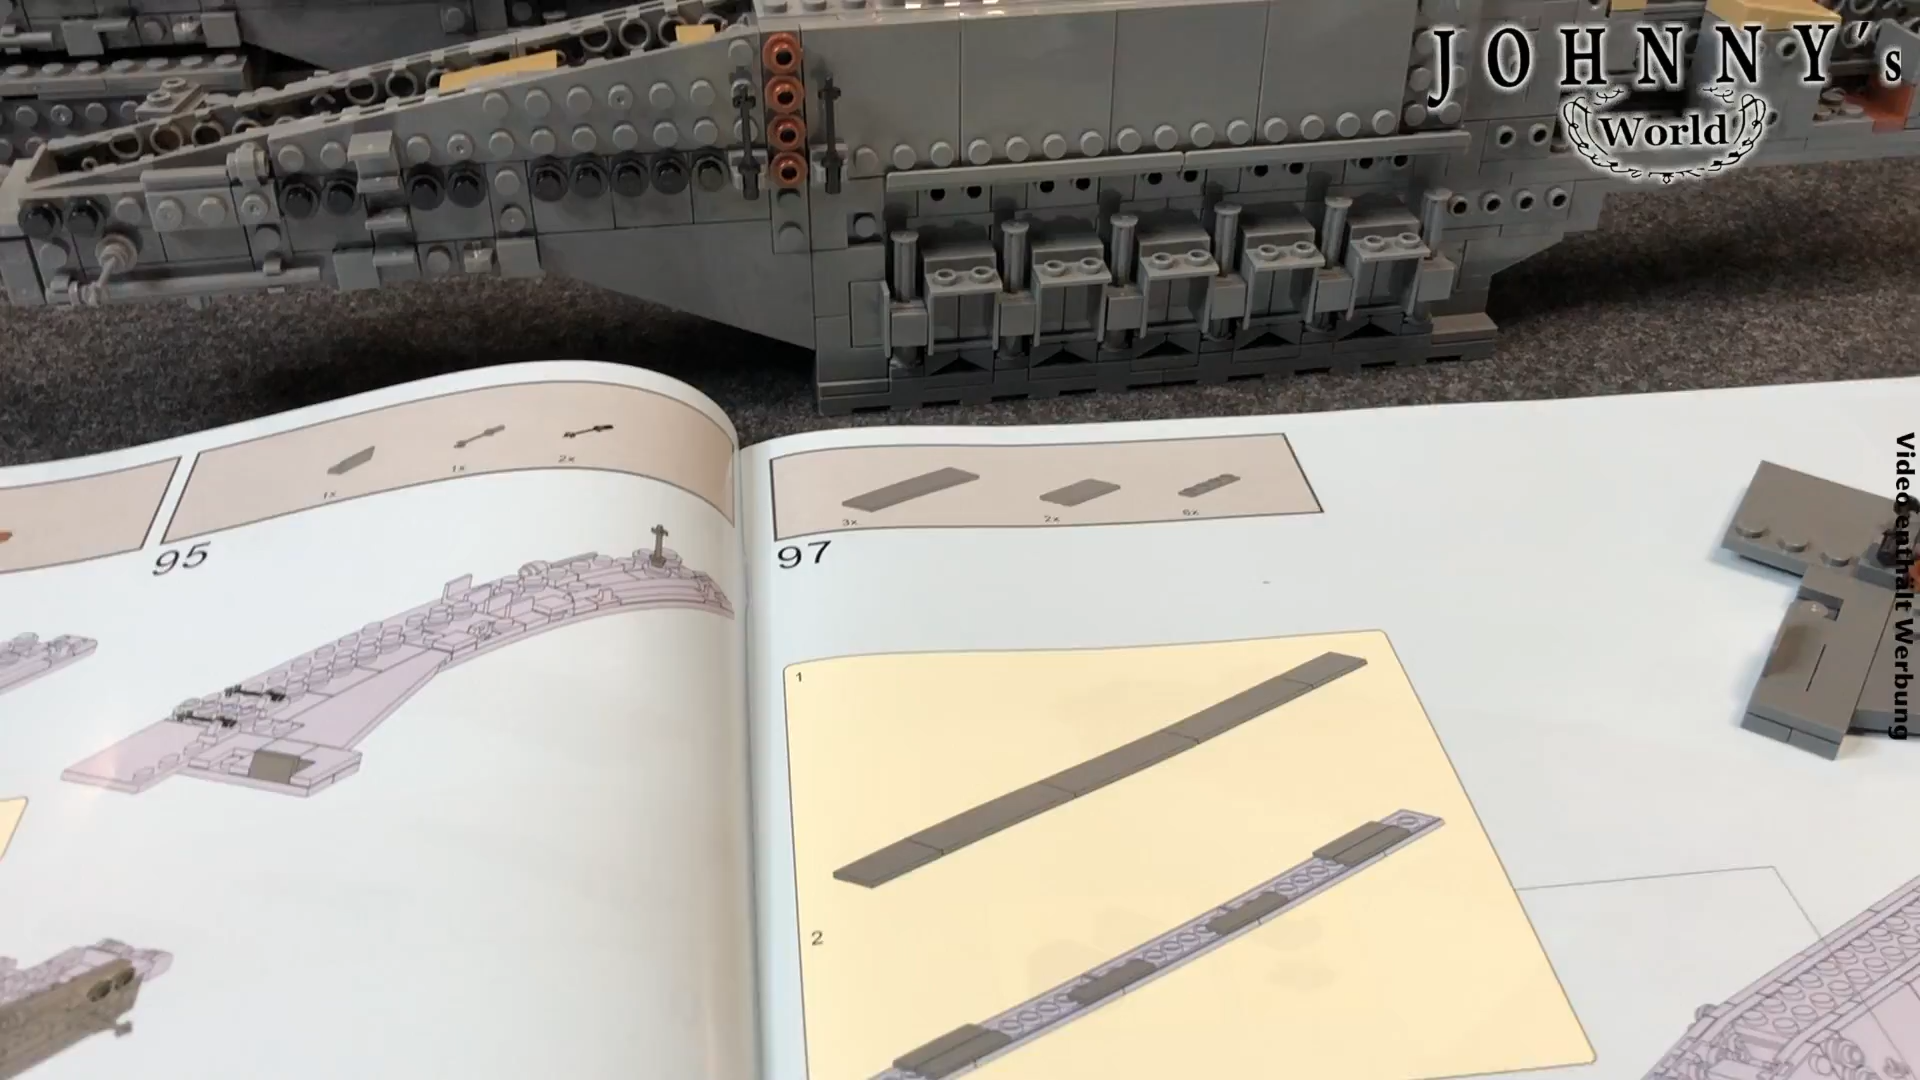 JOHNNY's
World
Video enthält Werbung
1x
1x
2x
95
3x
2x
6x
97
1
2